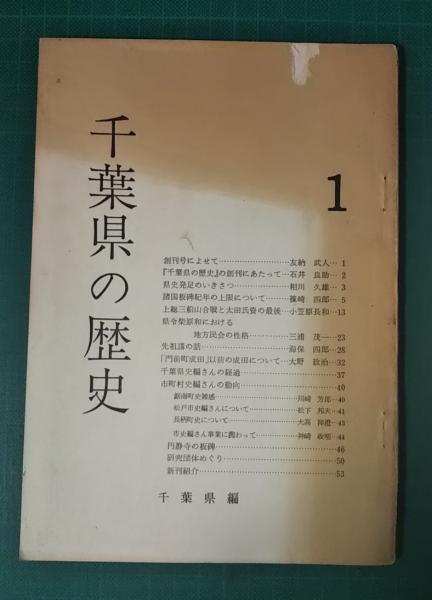 千葉県の歴史
1
創刊号によせて……………………友納 武人… 1
『千葉県の歴史』の創刊にあたって…石井 良助… 2
県史発足のいきさつ………………相川 久雄… 3
諸国板碑紀年の上限について……篠崎 四郎… 5
上総三船山合戦と太田氏資の最後…小笠原長和…13
県令柴原和における
地方民会の性格…………三浦 茂一…23
先祖議の話…………………………海保 四郎…28
「門前町成田」以前の成田について…大野 政治…32
千葉県史編さんの経過………………………………37
市町村史編さんの動向………………………………40
鋸南町史雑感……………………川崎 芳郎…40
松戸市史編さんについて………松下 邦夫…41
長柄町史について………………大高 錦澄…43
市史編さん事業に携わって……神崎 政明…44
円静寺の板碑…………………………………………46
研究団体めぐり………………………………………50
新刊紹介………………………………………………53
千葉県編